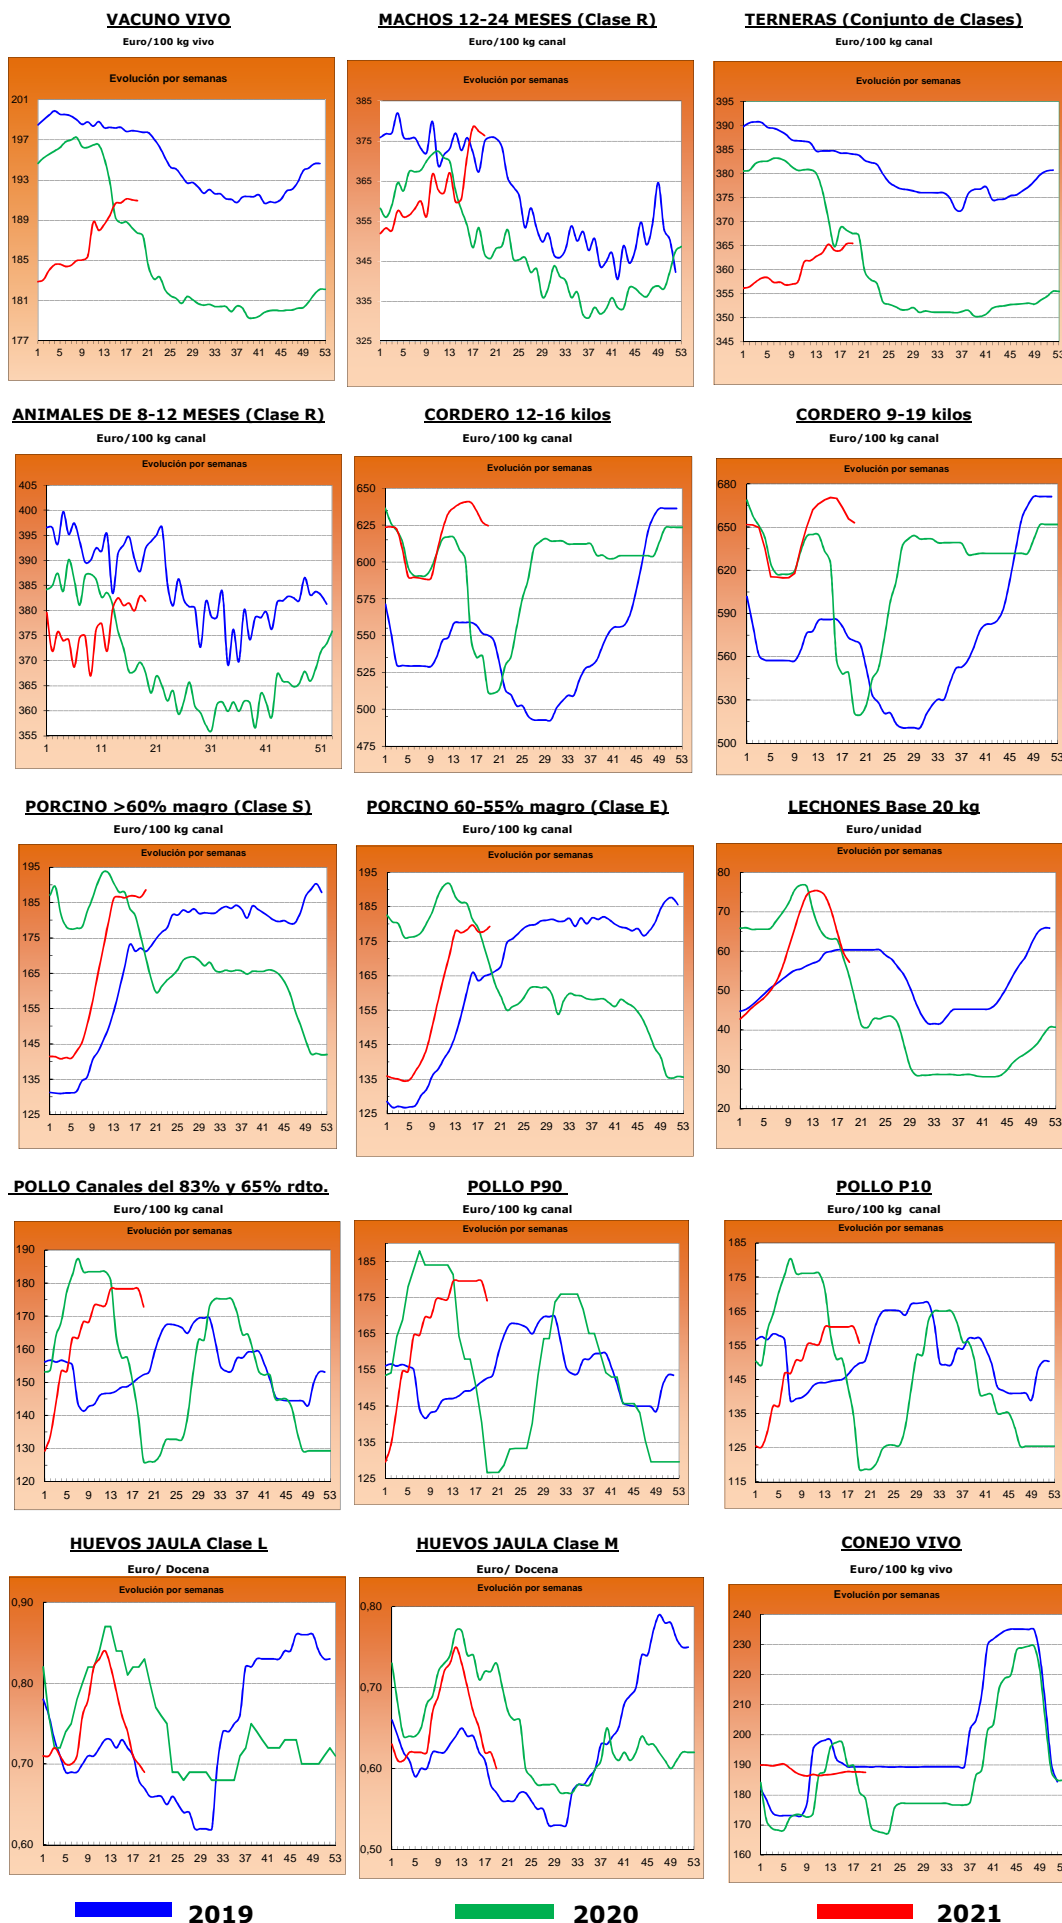 VACUNO VIVO
Euro/100 kg vivo
Evolución por semanas
201
197
193
189
185
181
177
1 5 9 13 17 21 25 29 33 37 41 45 49 53
MACHOS 12-24 MESES (Clase R)
Euro/100 kg canal
Evolución por semanas
385
375
365
355
345
335
325
1 5 9 13 17 21 25 29 33 37 41 45 49 53
TERNERAS (Conjunto de Clases)
Euro/100 kg canal
Evolución por semanas
395
390
385
380
375
370
365
360
355
350
345
1 5 9 13 17 21 25 29 33 37 41 45 49 53
ANIMALES DE 8-12 MESES (Clase R)
Euro/100 kg canal
Evolución por semanas
405
400
395
390
385
380
375
370
365
360
355
1 11 21 31 41 51
CORDERO 12-16 kilos
Euro/100 kg canal
Evolución por semanas
650
625
600
575
550
525
500
475
1 5 9 13 17 21 25 29 33 37 41 45 49 53
CORDERO 9-19 kilos
Euro/100 kg canal
Evolución por semanas
680
650
620
590
560
530
500
1 5 9 13 17 21 25 29 33 37 41 45 49 53
PORCINO >60% magro (Clase S)
Euro/100 kg canal
Evolución por semanas
195
185
175
165
155
145
135
125
1 5 9 13 17 21 25 29 33 37 41 45 49 53
PORCINO 60-55% magro (Clase E)
Euro/100 kg canal
Evolución por semanas
195
185
175
165
155
145
135
125
1 5 9 13 17 21 25 29 33 37 41 45 49 53
LECHONES Base 20 kg
Euro/unidad
Evolución por semanas
80
70
60
50
40
30
20
1 5 9 13 17 21 25 29 33 37 41 45 49 53
POLLO Canales del 83% y 65% rdto.
Euro/100 kg canal
Evolución por semanas
190
180
170
160
150
140
130
120
1 5 9 13 17 21 25 29 33 37 41 45 49 53
POLLO P90
Euro/100 kg canal
Evolución por semanas
185
175
165
155
145
135
125
1 5 9 13 17 21 25 29 33 37 41 45 49 53
POLLO P10
Euro/100 kg canal
Evolución por semanas
185
175
165
155
145
135
125
115
1 5 9 13 17 21 25 29 33 37 41 45 49 53
HUEVOS JAULA Clase L
Euro/ Docena
Evolución por semanas
0,90
0,80
0,70
0,60
1 5 9 13 17 21 25 29 33 37 41 45 49 53
HUEVOS JAULA Clase M
Euro/ Docena
Evolución por semanas
0,80
0,70
0,60
0,50
1 5 9 13 17 21 25 29 33 37 41 45 49 53
CONEJO VIVO
Euro/100 kg vivo
Evolución por semanas
240
230
220
210
200
190
180
170
160
1 5 9 13 17 21 25 29 33 37 41 45 49 53
2019
2020
2021